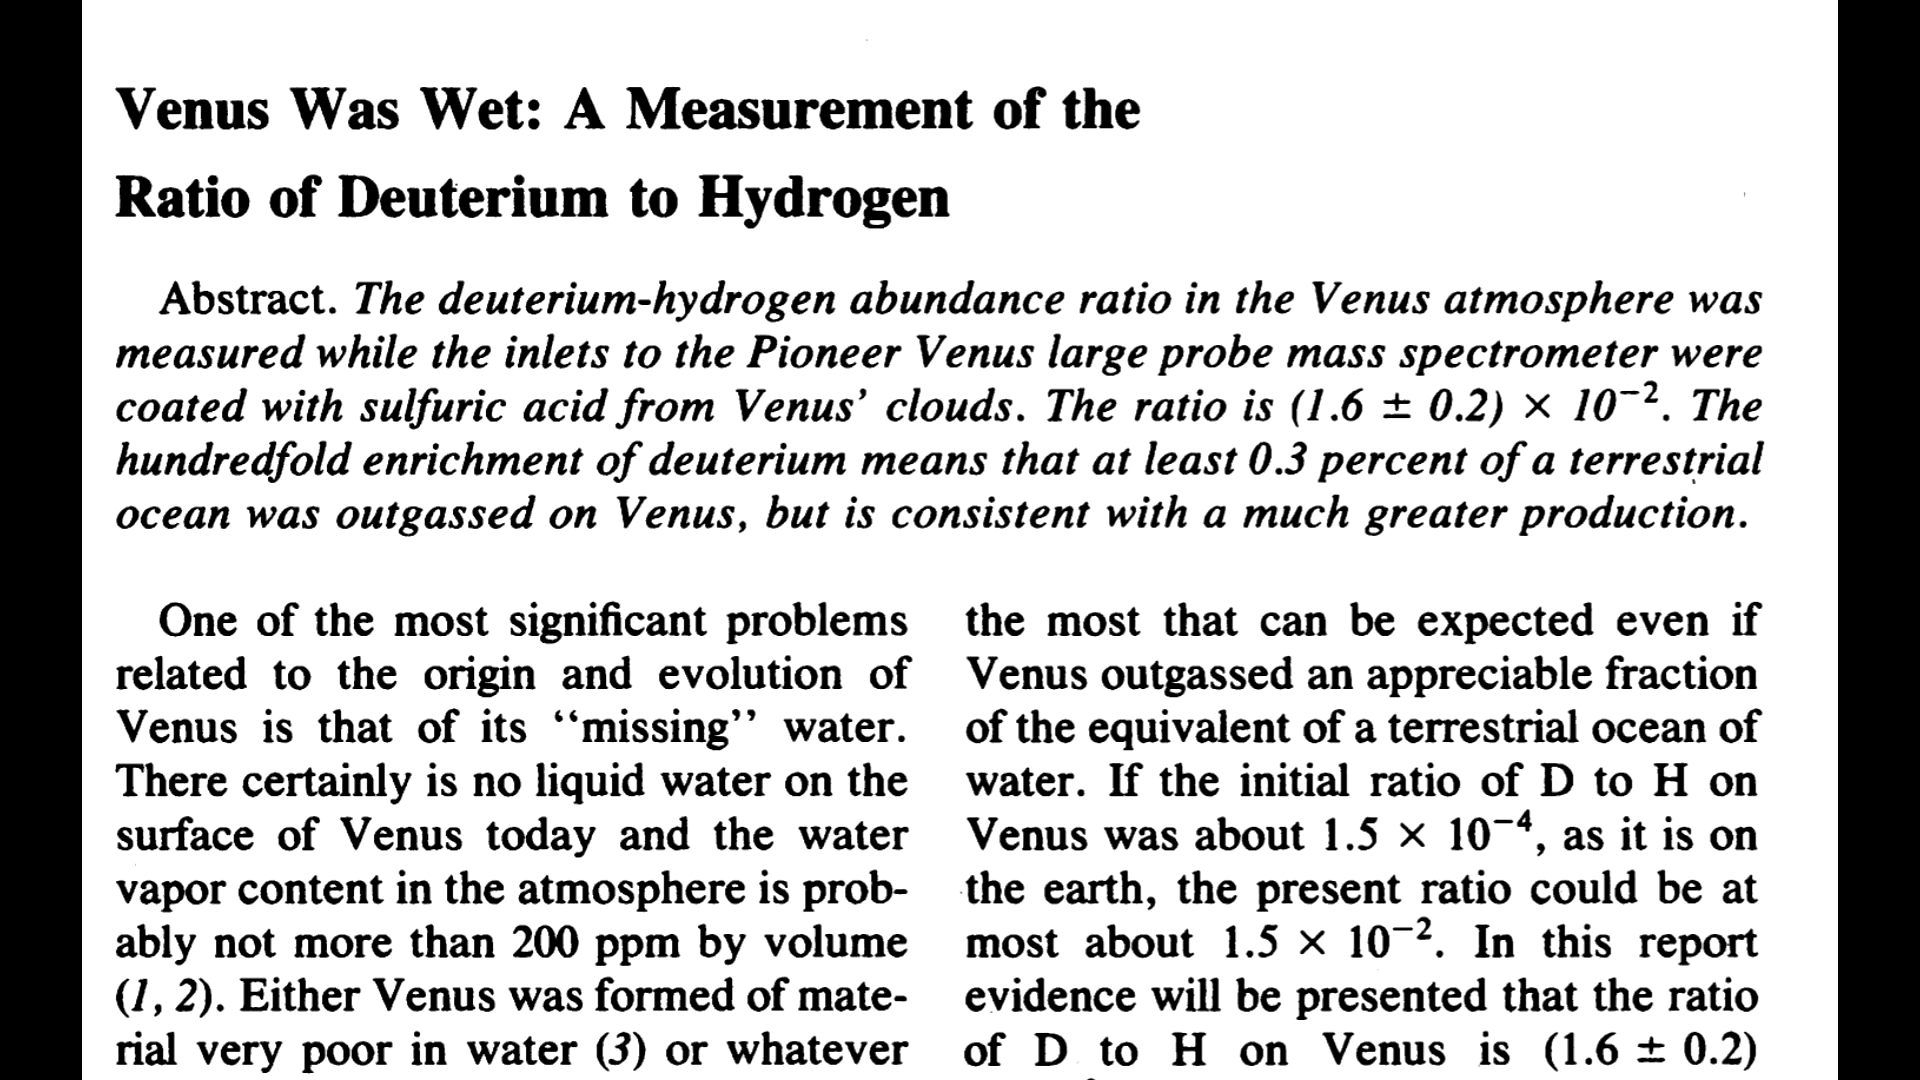 Venus Was Wet: A Measurement of the
Ratio of Deuterium to Hydrogen
Abstract. The deuterium-hydrogen abundance ratio in the Venus atmosphere was
measured while the inlets to the Pioneer Venus large probe mass spectrometer were
coated with sulfuric acid from Venus’ clouds. The ratio is (1.6 ± 0.2) × 10⁻². The
hundredfold enrichment of deuterium means that at least 0.3 percent of a terrestrial
ocean was outgassed on Venus, but is consistent with a much greater production.
One of the most significant problems
related to the origin and evolution of
Venus is that of its ‘‘missing’’ water.
There certainly is no liquid water on the
surface of Venus today and the water
vapor content in the atmosphere is prob-
ably not more than 200 ppm by volume
(1, 2). Either Venus was formed of mate-
rial very poor in water (3) or whatever
the most that can be expected even if
Venus outgassed an appreciable fraction
of the equivalent of a terrestrial ocean of
water. If the initial ratio of D to H on
Venus was about 1.5 × 10⁻⁴, as it is on
the earth, the present ratio could be at
most about 1.5 × 10⁻². In this report
evidence will be presented that the ratio
of D to H on Venus is (1.6 ± 0.2)